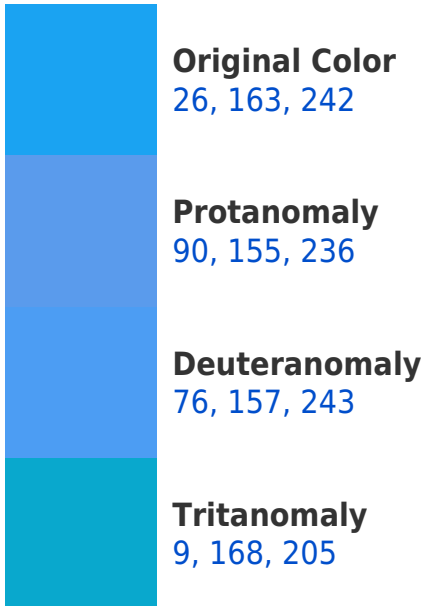 Original Color
26, 163, 242
Protanomaly
90, 155, 236
Deuteranomaly
76, 157, 243
Tritanomaly
9, 168, 205